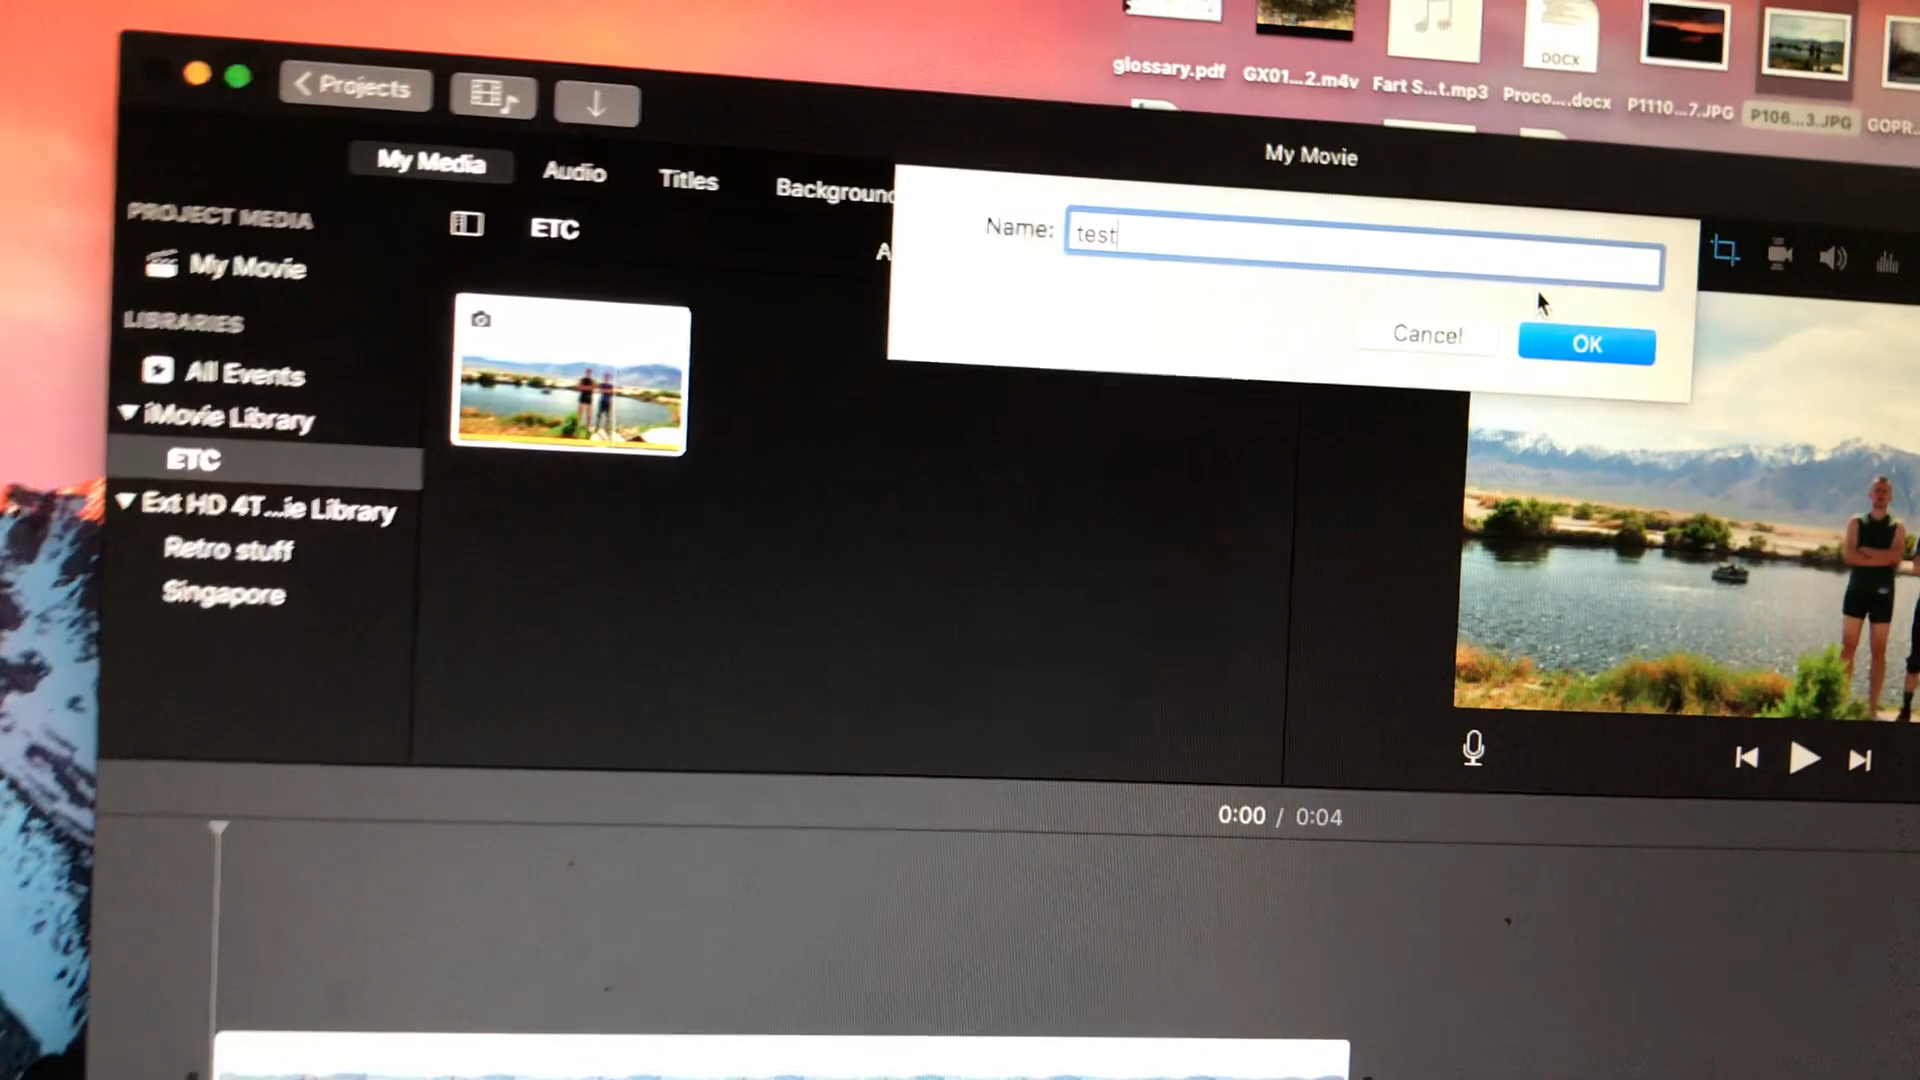 DOCX
glossary.pdf
GX01...2.m4v
Fart S...t.mp3
Proco....docx
P1110...7.JPG
P106...3.JPG
GOPR..
Projects
My Movie
My Media
Audio
Titles
Background
PROJECT MEDIA
My Movie
ETC
A
Name: test
Cancel
OK
LIBRARIES
All Events
iMovie Library
ETC
Ext HD 4T...ie Library
Retro stuff
Singapore
0:00 / 0:04